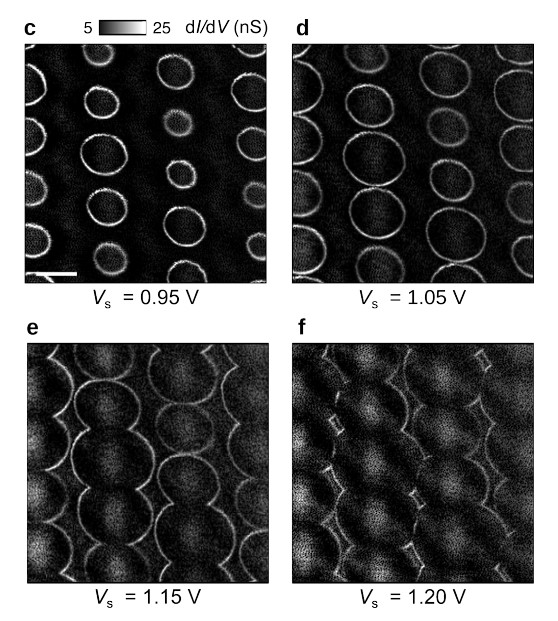 c 5 25 dI/dV (nS)
d
Vs = 0.95 V
Vs = 1.05 V
e
f
Vs = 1.15 V
Vs = 1.20 V